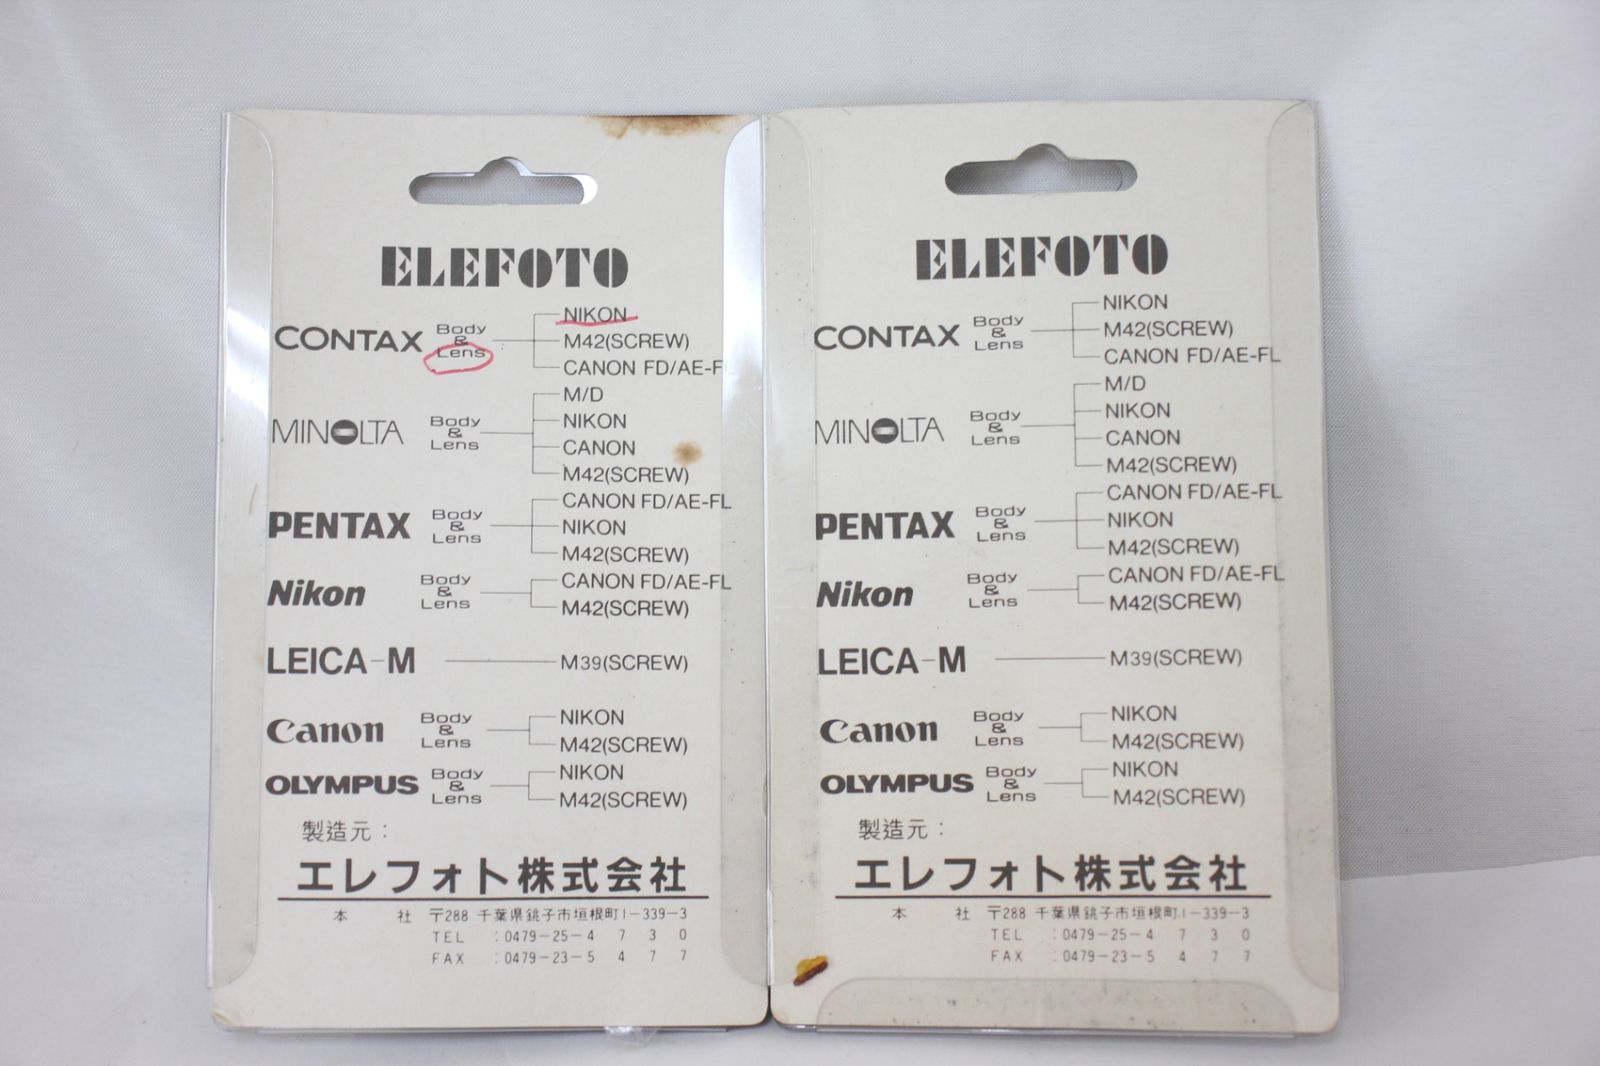 ELEFOTO
CONTAX Body & Lens NIKON
M42(SCREW)
CANON FD/AE-FL
MINOLTA Body & Lens M/D
NIKON
CANON
M42(SCREW)
PENTAX Body & Lens CANON FD/AE-FL
NIKON
M42(SCREW)
Nikon Body & Lens CANON FD/AE-FL
M42(SCREW)
LEICA-M M39(SCREW)
Canon Body & Lens NIKON
M42(SCREW)
OLYMPUS Body & Lens NIKON
M42(SCREW)
製造元:
エレフォト株式会社
本 社 〒288 千葉県銚子市垣根町1-339-3
TEL :0479-25-4730
FAX :0479-23-5477
ELEFOTO
CONTAX Body & Lens NIKON
M42(SCREW)
CANON FD/AE-FL
MINOLTA Body & Lens M/D
NIKON
CANON
M42(SCREW)
PENTAX Body & Lens CANON FD/AE-FL
NIKON
M42(SCREW)
Nikon Body & Lens CANON FD/AE-FL
M42(SCREW)
LEICA-M M39(SCREW)
Canon Body & Lens NIKON
M42(SCREW)
OLYMPUS Body & Lens NIKON
M42(SCREW)
製造元:
エレフォト株式会社
本 社 〒288 千葉県銚子市垣根町1-339-3
TEL :0479-25-4730
FAX :0479-23-5477